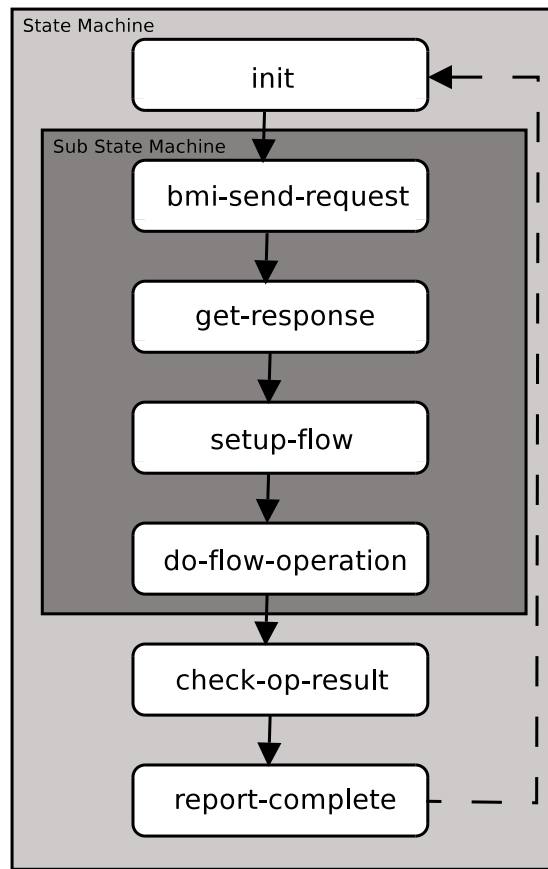 State Machine
init
Sub State Machine
bmi-send-request
get-response
setup-flow
do-flow-operation
check-op-result
report-complete